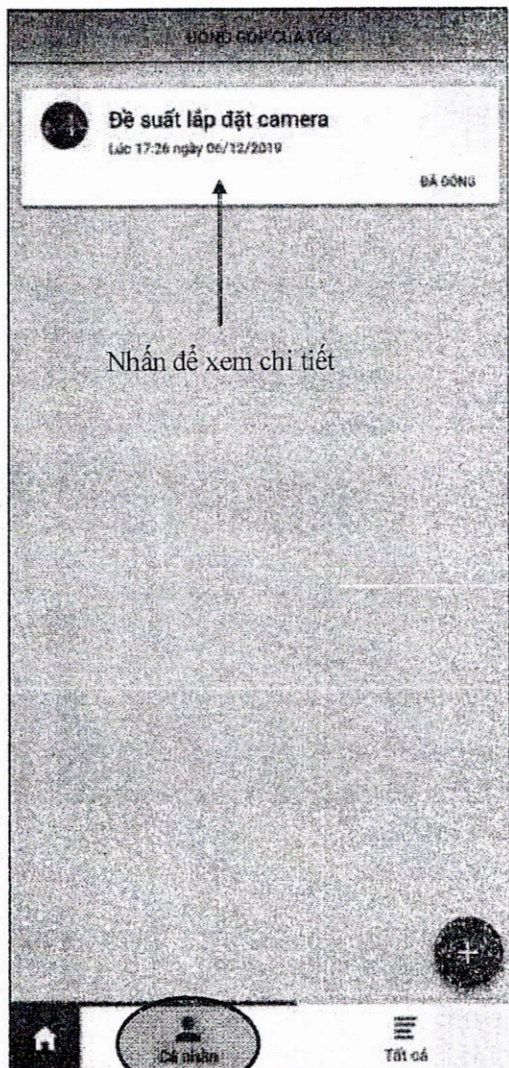 ĐÓNG GÓP CỦA TÔI
Đề suất lắp đặt camera
Lúc 17:26 ngày 06/12/2019
ĐÃ ĐÓNG
Nhấn để xem chi tiết
Cá nhân
Tất cả